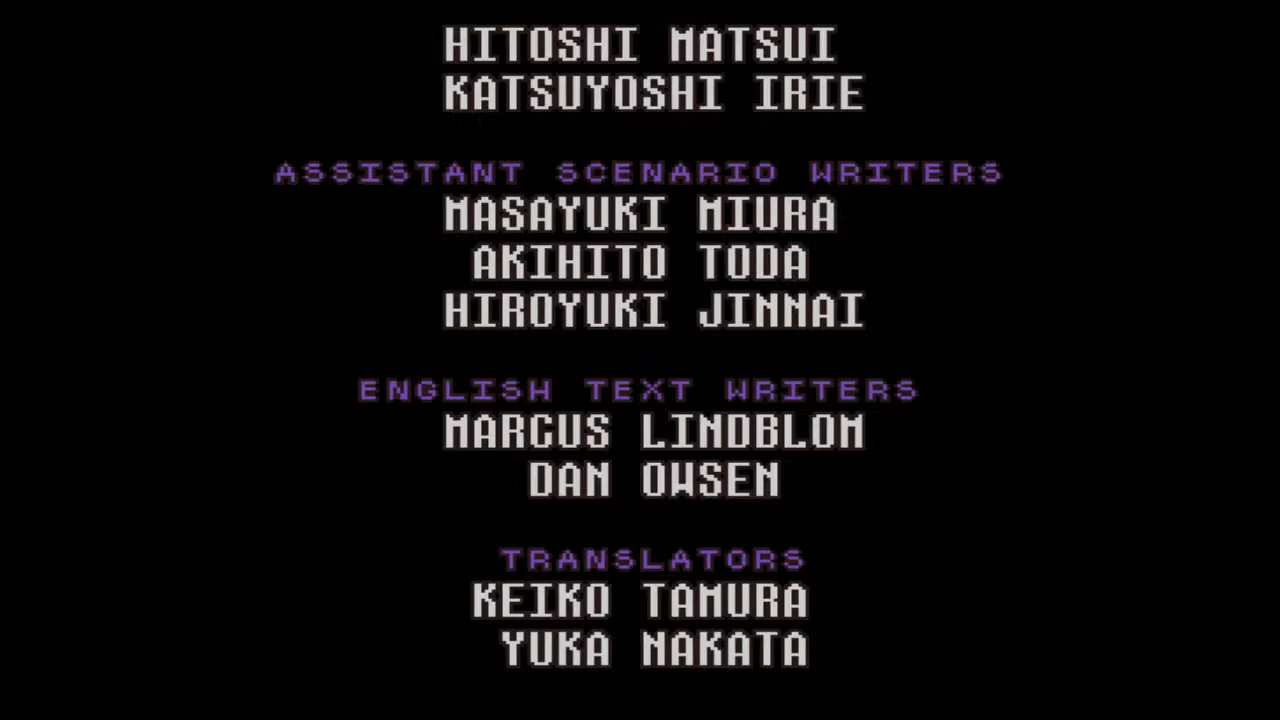 HITOSHI MATSUI
KATSUYOSHI IRIE
ASSISTANT SCENARIO WRITERS
MASAYUKI MIURA
AKIHITO TODA
HIROYUKI JINNAI
ENGLISH TEXT WRITERS
MARCUS LINDBLOM
DAN OWSEN
TRANSLATORS
KEIKO TAMURA
YUKA NAKATA